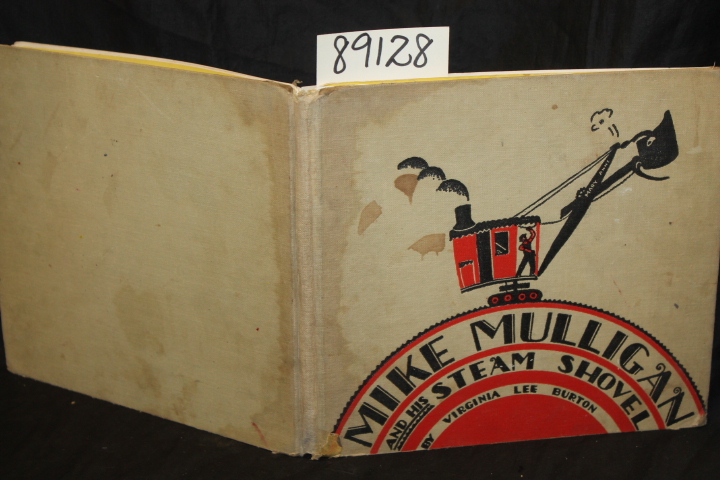 89128
MIKE MULLIGAN
AND HIS STEAM SHOVEL
BY VIRGINIA LEE BURTON